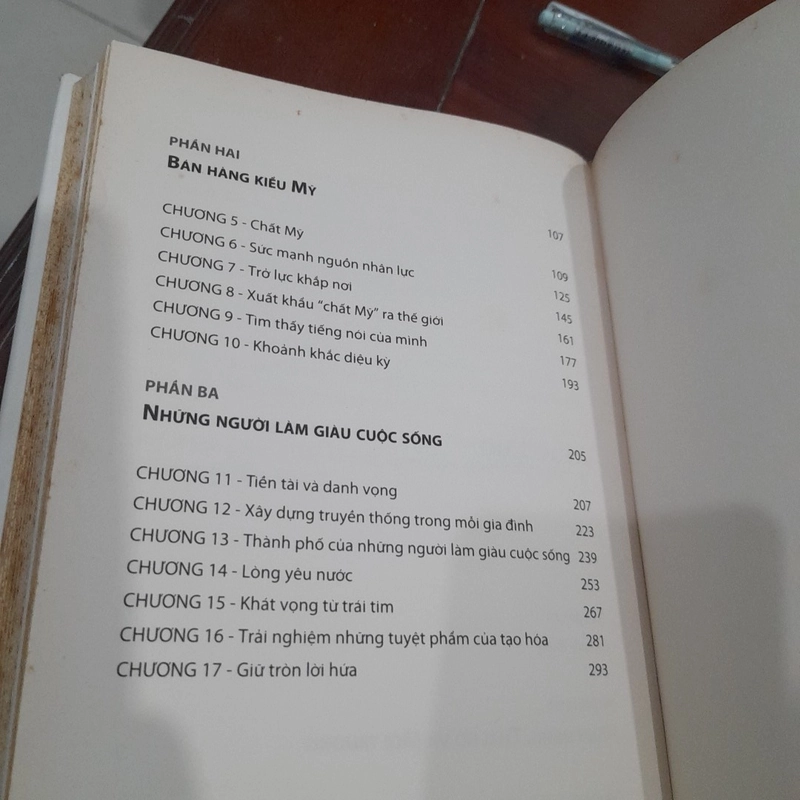 PHẦN HAI
BÁN HÀNG KIỂU MỸ 107
CHƯƠNG 5 - Chất Mỹ 109
CHƯƠNG 6 - Sức mạnh nguồn nhân lực 125
CHƯƠNG 7 - Trở lực khắp nơi 145
CHƯƠNG 8 - Xuất khẩu "chất Mỹ" ra thế giới 161
CHƯƠNG 9 - Tìm thấy tiếng nói của mình 177
CHƯƠNG 10 - Khoảnh khắc diệu kỳ 193
PHẦN BA
NHỮNG NGƯỜI LÀM GIÀU CUỘC SỐNG 205
CHƯƠNG 11 - Tiền tài và danh vọng 207
CHƯƠNG 12 - Xây dựng truyền thống trong mỗi gia đình 223
CHƯƠNG 13 - Thành phố của những người làm giàu cuộc sống 239
CHƯƠNG 14 - Lòng yêu nước 253
CHƯƠNG 15 - Khát vọng từ trái tim 267
CHƯƠNG 16 - Trải nghiệm những tuyệt phẩm của tạo hóa 281
CHƯƠNG 17 - Giữ tròn lời hứa 293